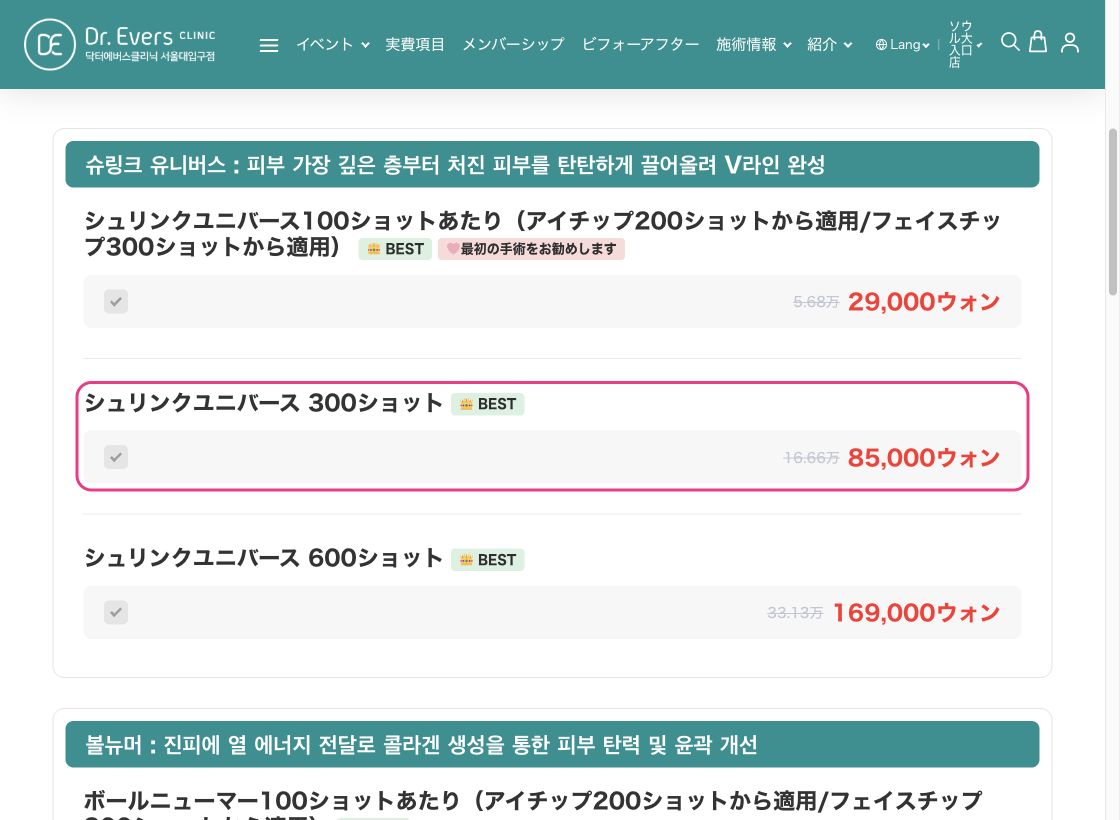 Dr. Evers CLINIC
닥터에버스클리닉 서울대입구점
イベント 実費項目 メンバーシップ ビフォーアフター 施術情報 紹介 Lang ソウル大入口店
슈링크 유니버스 : 피부 가장 깊은 층부터 처진 피부를 탄탄하게 끌어올려 V라인 완성
シュリンクユニバース100ショットあたり（アイチップ200ショットから適用/フェイスチッ
プ300ショットから適用） BEST 最初の手術をお勧めします
5.68万 29,000ウォン
シュリンクユニバース 300ショット BEST
16.66万 85,000ウォン
シュリンクユニバース 600ショット BEST
33.13万 169,000ウォン
볼뉴머 : 진피에 열 에너지 전달로 콜라겐 생성을 통한 피부 탄력 및 윤곽 개선
ボールニューマー100ショットあたり（アイチップ200ショットから適用/フェイスチップ